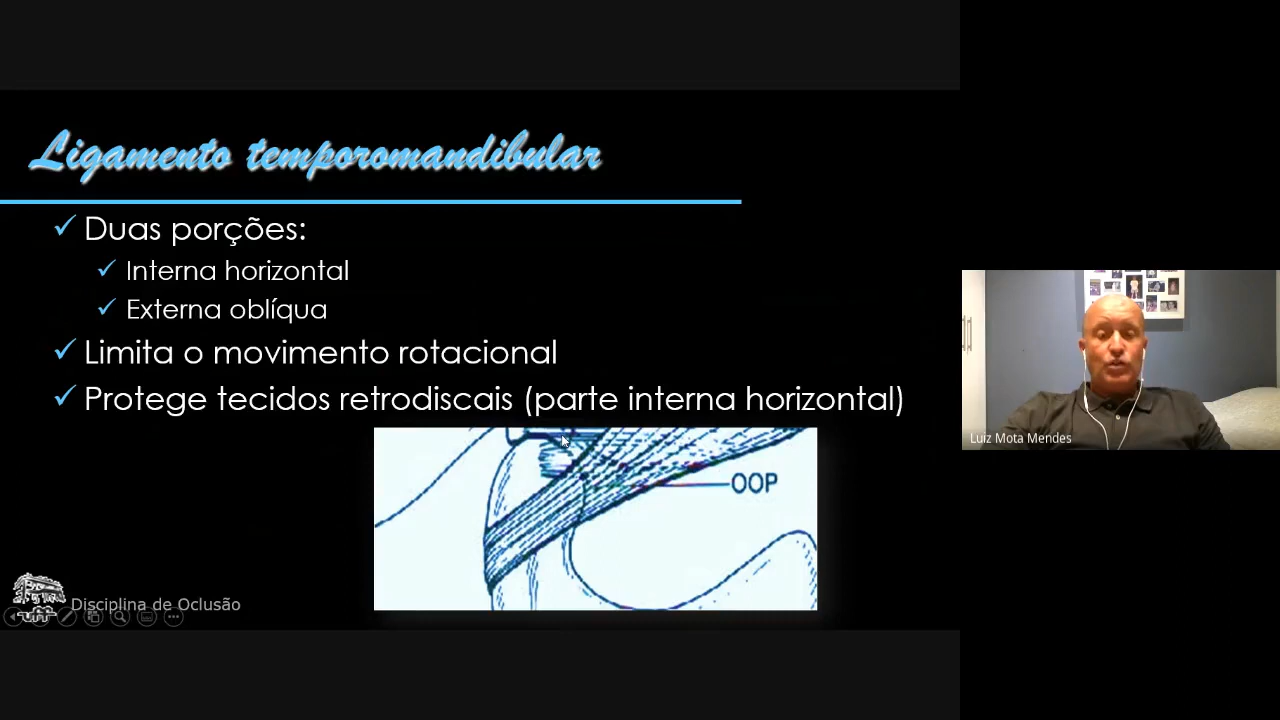 Ligamento temporomandibular
Duas porções:
Interna horizontal
Externa oblíqua
Limita o movimento rotacional
Protege tecidos retrodiscais (parte interna horizontal)
OOP
Luiz Mota Mendes
uff
Disciplina de Oclusão